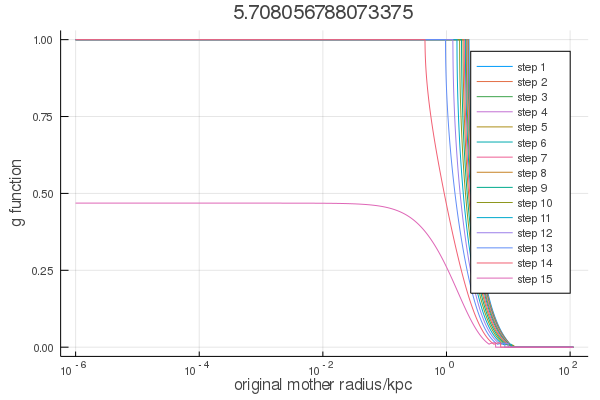 5.708056788073375
1.00
0.75
0.50
0.25
0.00
g function
step 1
step 2
step 3
step 4
step 5
step 6
step 7
step 8
step 9
step 10
step 11
step 12
step 13
step 14
step 15
10⁻⁶ 10⁻⁴ 10⁻² 10⁰ 10²
original mother radius/kpc